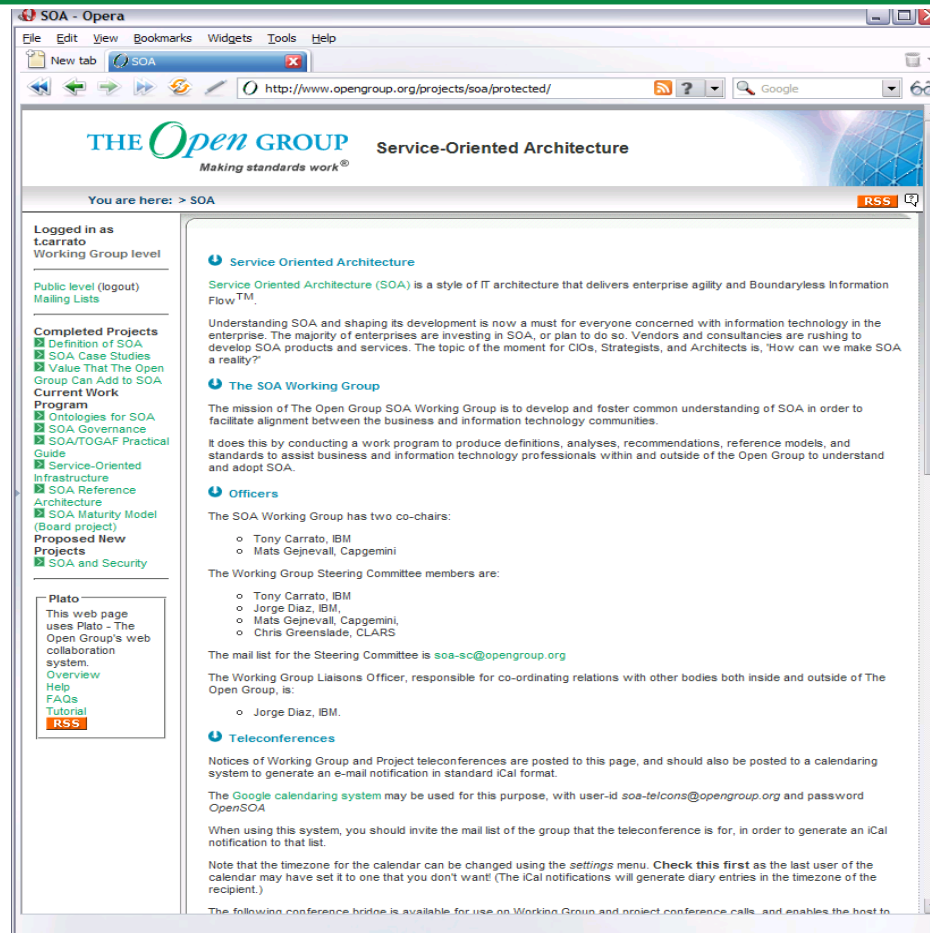 SOA - Opera
File Edit View Bookmarks Widgets Tools Help
New tab SOA
http://www.opengroup.org/projects/soa/protected/ ? Google
THE Open GROUP
Making standards work®
Service-Oriented Architecture
You are here: > SOA RSS
Logged in as
t.carrato
Working Group level
Public level (logout)
Mailing Lists
Completed Projects
Definition of SOA
SOA Case Studies
Value That The Open
Group Can Add to SOA
Current Work
Program
Ontologies for SOA
SOA Governance
SOA/TOGAF Practical
Guide
Service-Oriented
Infrastructure
SOA Reference
Architecture
SOA Maturity Model
(Board project)
Proposed New
Projects
SOA and Security
Plato
This web page
uses Plato - The
Open Group's web
collaboration
system.
Overview
Help
FAQs
Tutorial
RSS
Service Oriented Architecture
Service Oriented Architecture (SOA) is a style of IT architecture that delivers enterprise agility and Boundaryless Information
Flow™.
Understanding SOA and shaping its development is now a must for everyone concerned with information technology in the
enterprise. The majority of enterprises are investing in SOA, or plan to do so. Vendors and consultancies are rushing to
develop SOA products and services. The topic of the moment for CIOs, Strategists, and Architects is, 'How can we make SOA
a reality?'
The SOA Working Group
The mission of The Open Group SOA Working Group is to develop and foster common understanding of SOA in order to
facilitate alignment between the business and information technology communities.
It does this by conducting a work program to produce definitions, analyses, recommendations, reference models, and
standards to assist business and information technology professionals within and outside of the Open Group to understand
and adopt SOA.
Officers
The SOA Working Group has two co-chairs:
Tony Carrato, IBM
Mats Gejnevall, Capgemini
The Working Group Steering Committee members are:
Tony Carrato, IBM
Jorge Diaz, IBM,
Mats Gejnevall, Capgemini,
Chris Greenslade, CLARS
The mail list for the Steering Committee is soa-sc@opengroup.org
The Working Group Liaisons Officer, responsible for co-ordinating relations with other bodies both inside and outside of The
Open Group, is:
Jorge Diaz, IBM.
Teleconferences
Notices of Working Group and Project teleconferences are posted to this page, and should also be posted to a calendaring
system to generate an e-mail notification in standard iCal format.
The Google calendaring system may be used for this purpose, with user-id soa-telcons@opengroup.org and password
OpenSOA
When using this system, you should invite the mail list of the group that the teleconference is for, in order to generate an iCal
notification to that list.
Note that the timezone for the calendar can be changed using the settings menu. Check this first as the last user of the
calendar may have set it to one that you don't want! (The iCal notifications will generate diary entries in the timezone of the
recipient.)
The following conference bridge is available for use on Working Group and project conference calls, and enables the host to